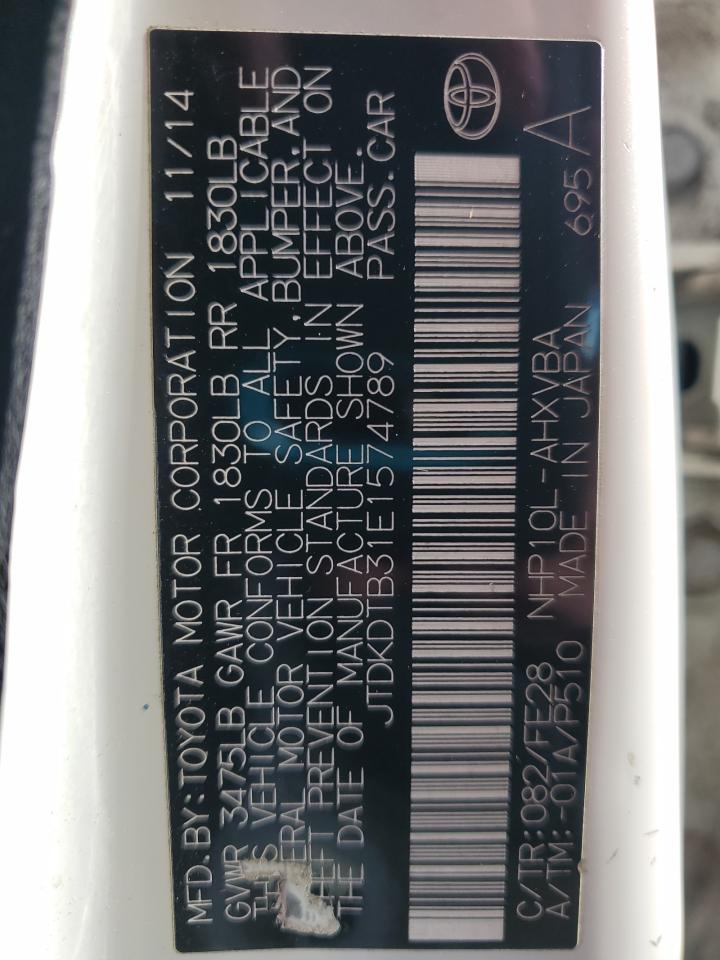 MFD.BY:TOYOTA MOTOR CORPORATION 11/14
GVWR 3475LB GAWR FR 1830LB RR 1830LB
THIS VEHICLE CONFORMS TO ALL APPLICABLE
MOTOR VEHICLE SAFETY,BUMPER,AND
PREVENTION STANDARDS IN EFFECT ON
THE DATE OF MANUFACTURE SHOWN ABOVE.
JTDKDTB31E1574789 PASS.CAR
C/TR:082/FE28 NHP10L-AHXVBA 695 A
A/TM:-01A/P510 MADE IN JAPAN